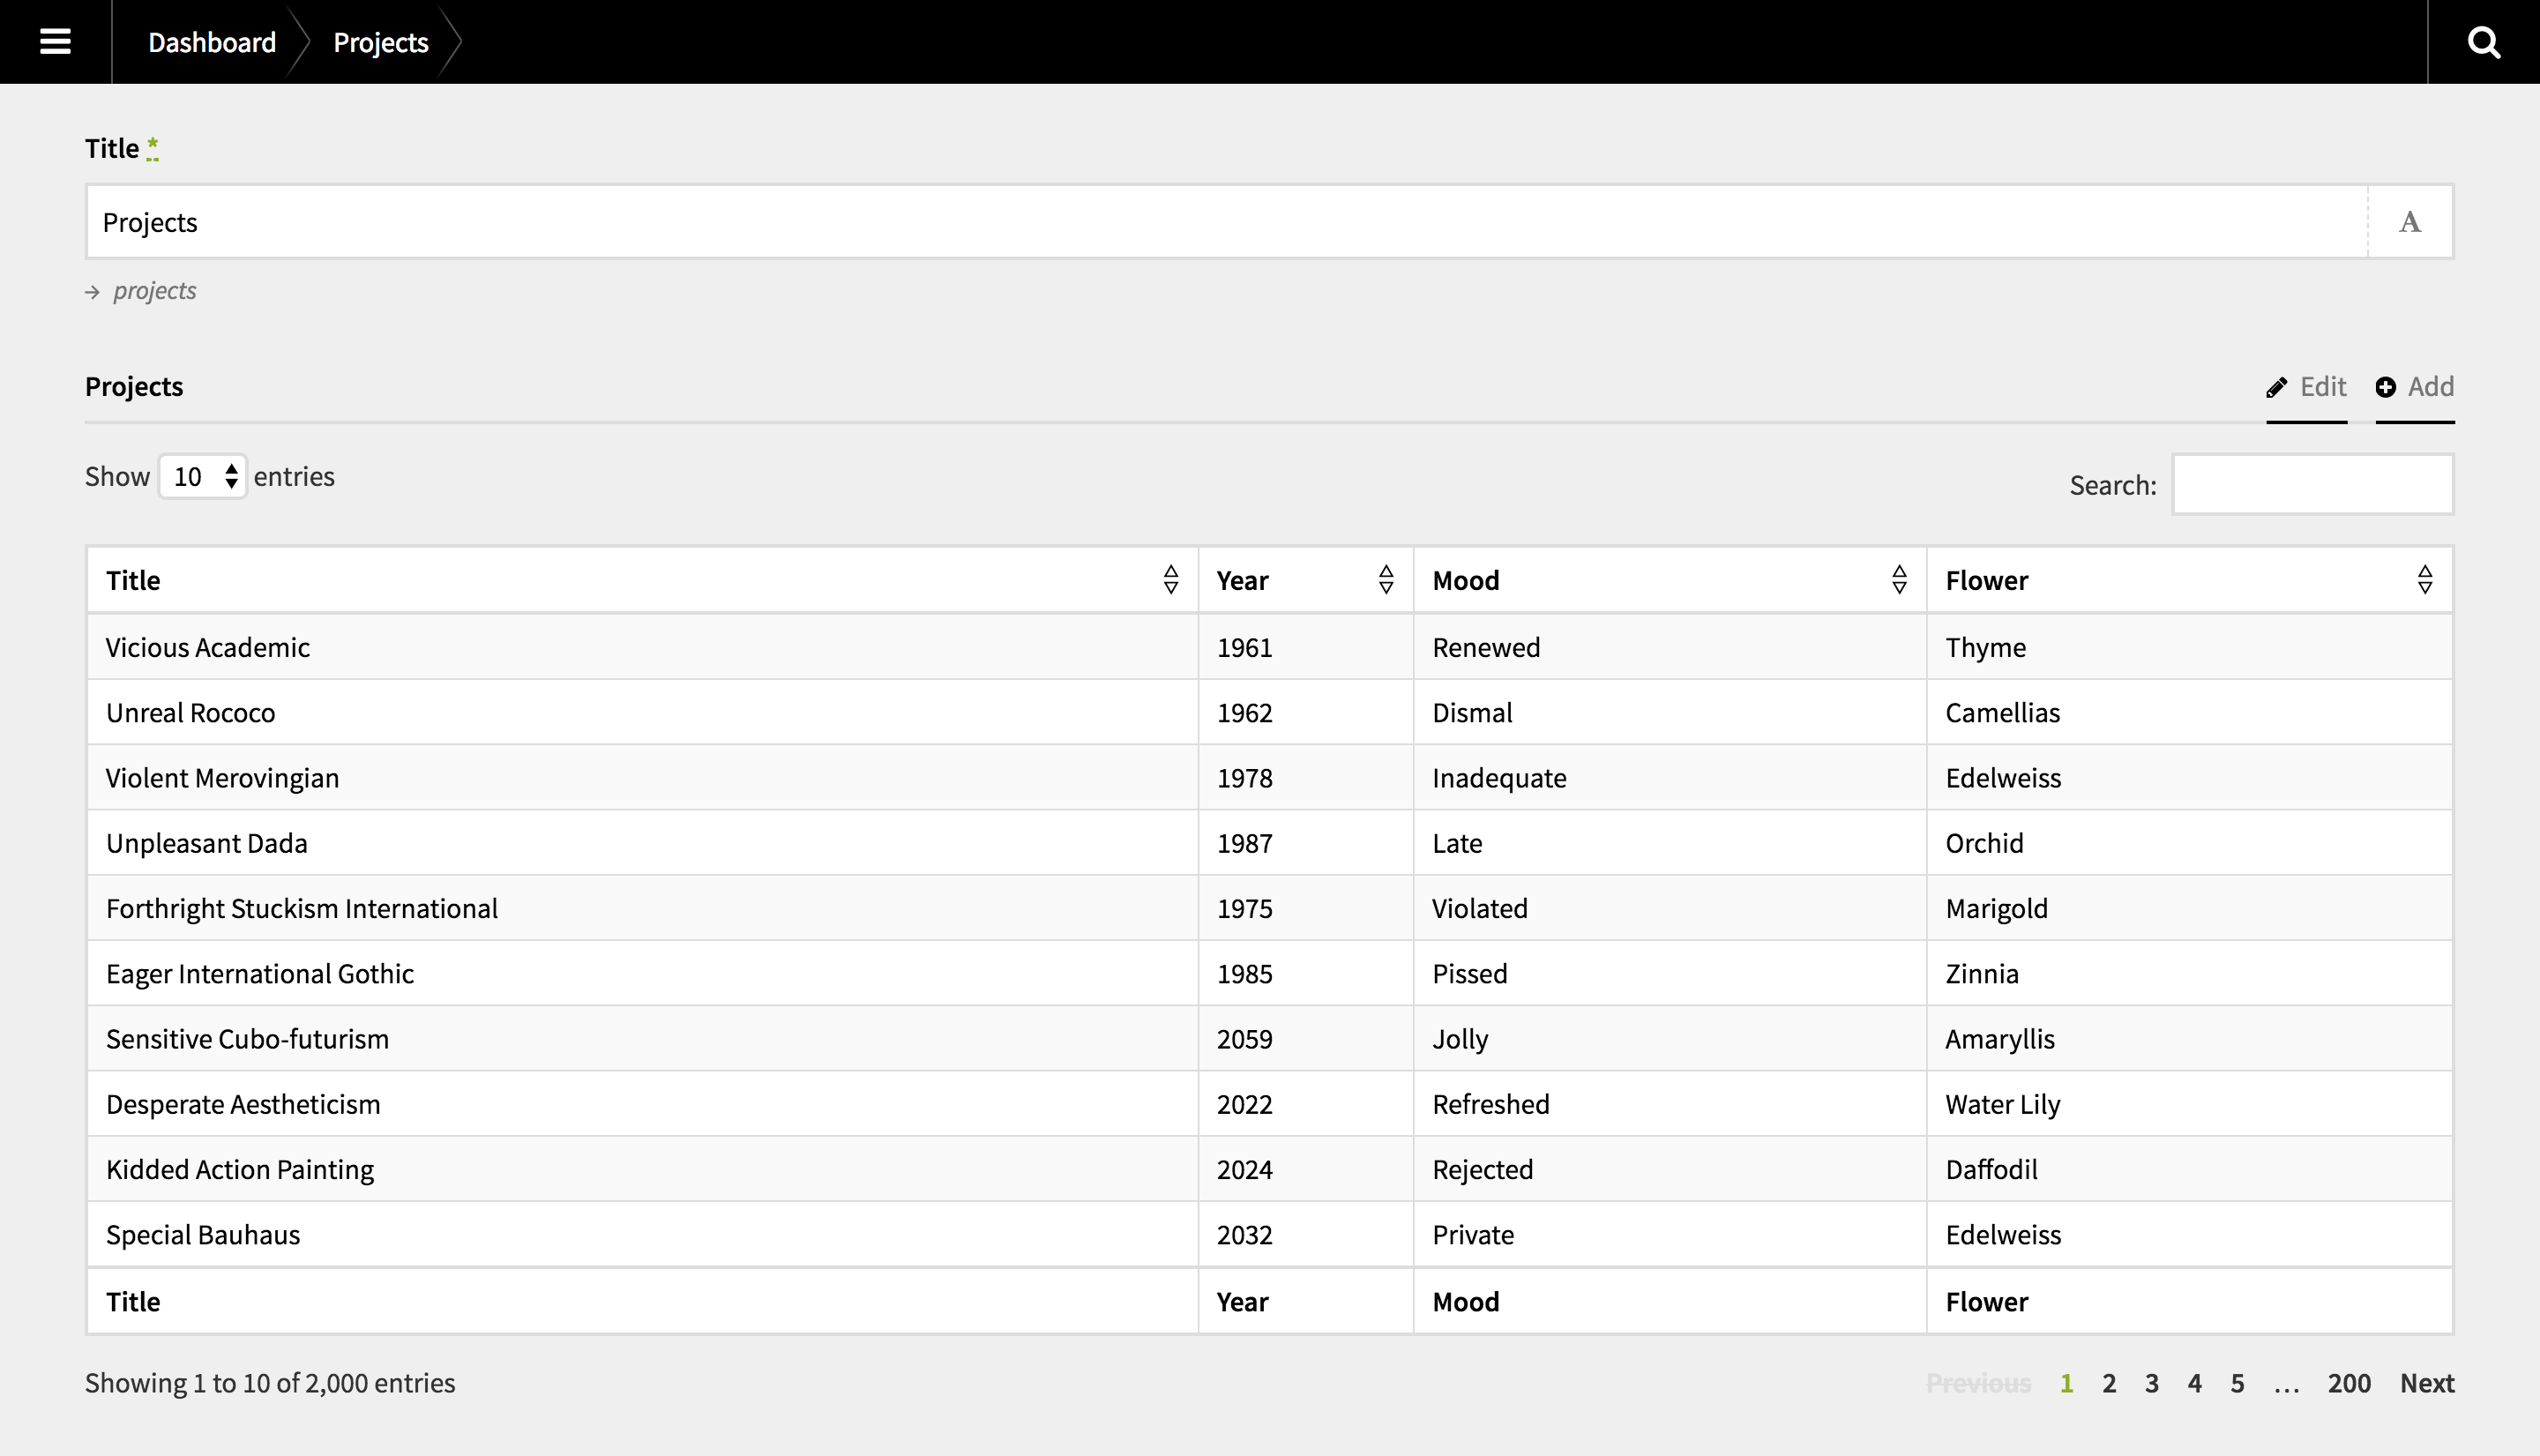 Dashboard Projects
Title *
Projects A
→ projects
Projects Edit Add
Show 10 entries Search:
Title Year Mood Flower
Vicious Academic 1961 Renewed Thyme
Unreal Rococo 1962 Dismal Camellias
Violent Merovingian 1978 Inadequate Edelweiss
Unpleasant Dada 1987 Late Orchid
Forthright Stuckism International 1975 Violated Marigold
Eager International Gothic 1985 Pissed Zinnia
Sensitive Cubo-futurism 2059 Jolly Amaryllis
Desperate Aestheticism 2022 Refreshed Water Lily
Kidded Action Painting 2024 Rejected Daffodil
Special Bauhaus 2032 Private Edelweiss
Title Year Mood Flower
Showing 1 to 10 of 2,000 entries Previous 1 2 3 4 5 … 200 Next